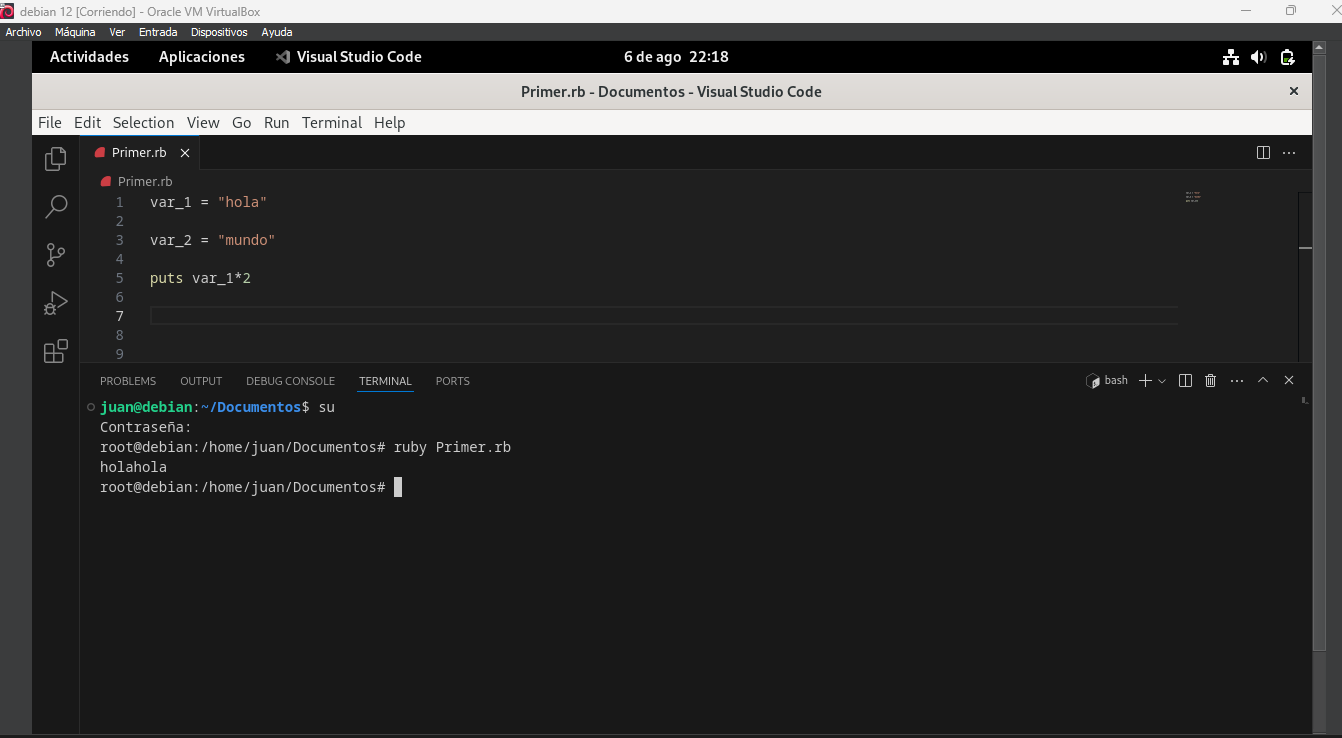 debian 12 [Corriendo] - Oracle VM VirtualBox
Archivo Máquina Ver Entrada Dispositivos Ayuda
Actividades Aplicaciones Visual Studio Code 6 de ago 22:18
Primer.rb - Documentos - Visual Studio Code
File Edit Selection View Go Run Terminal Help
Primer.rb
Primer.rb
1 var_1 = "hola"
2
3 var_2 = "mundo"
4
5 puts var_1*2
6
7
8
9
PROBLEMS OUTPUT DEBUG CONSOLE TERMINAL PORTS bash
juan@debian:~/Documentos$ su
Contraseña:
root@debian:/home/juan/Documentos# ruby Primer.rb
holahola
root@debian:/home/juan/Documentos#